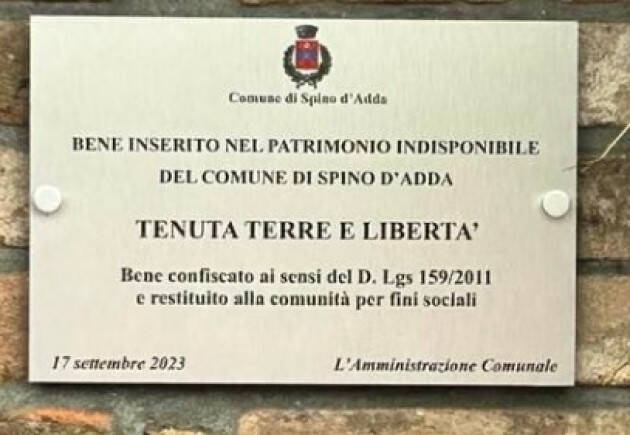 Comune di Spino d'Adda
BENE INSERITO NEL PATRIMONIO INDISPONIBILE
DEL COMUNE DI SPINO D'ADDA
TENUTA TERRE E LIBERTA'
Bene confiscato ai sensi del D. Lgs 159/2011
e restituito alla comunità per fini sociali
17 settembre 2023 L'Amministrazione Comunale